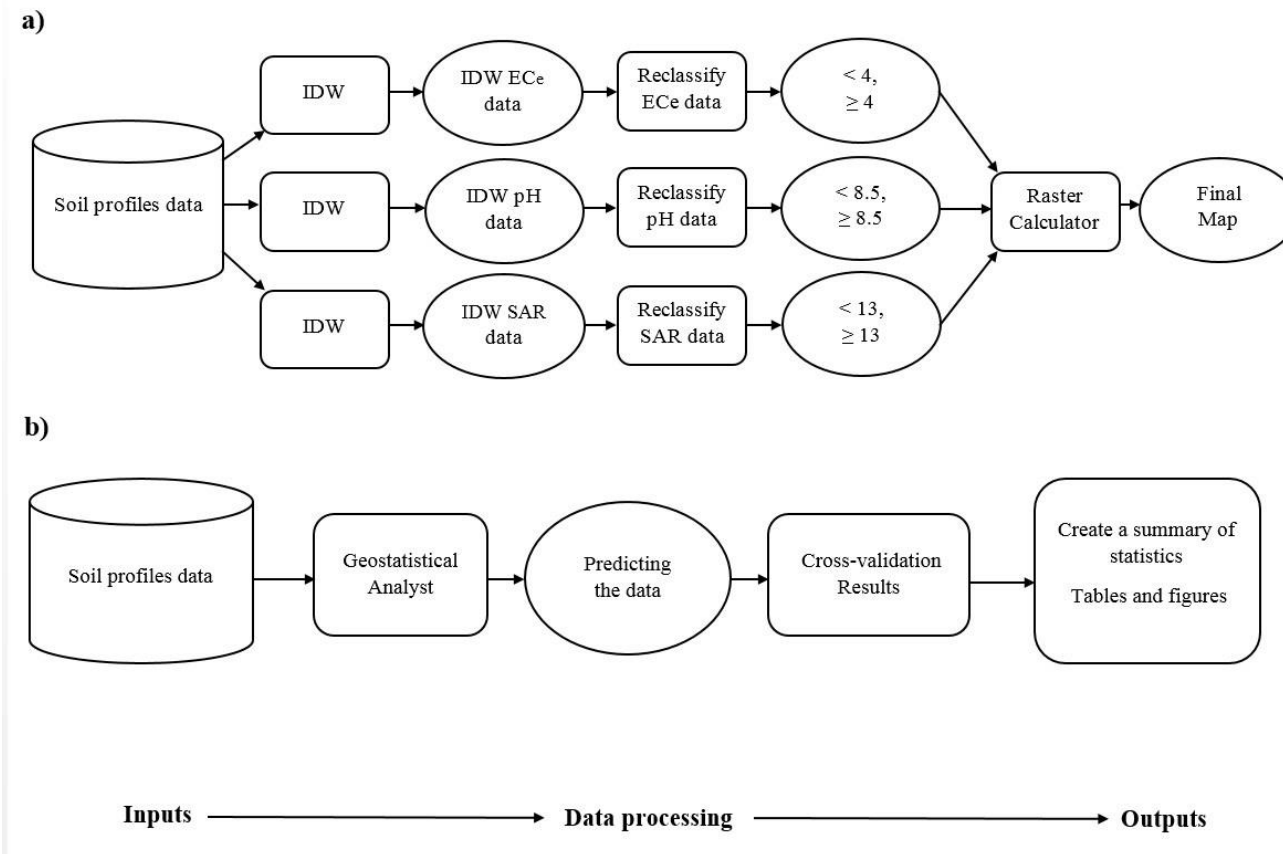 a)
Soil profiles data
IDW
IDW ECe
data
Reclassify
ECe data
< 4,
≥ 4
IDW
IDW pH
data
Reclassify
pH data
< 8.5,
≥ 8.5
IDW
IDW SAR
data
Reclassify
SAR data
< 13,
≥ 13
Raster
Calculator
Final
Map
b)
Soil profiles data
Geostatistical
Analyst
Predicting
the data
Cross-validation
Results
Create a summary of
statistics
Tables and figures
Inputs
Data processing
Outputs